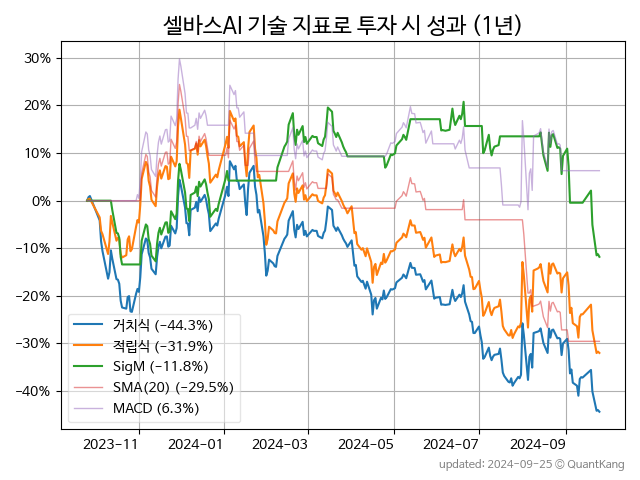 셀바스AI 기술 지표로 투자 시 성과 (1년)
30%
20%
10%
0%
−10%
−20%
−30%
−40%
거치식 (−44.3%)
적립식 (−31.9%)
SigM (−11.8%)
SMA(20) (−29.5%)
MACD (6.3%)
2023−11
2024−01
2024−03
2024−05
2024−07
2024−09
updated: 2024−09−25 © QuantKang